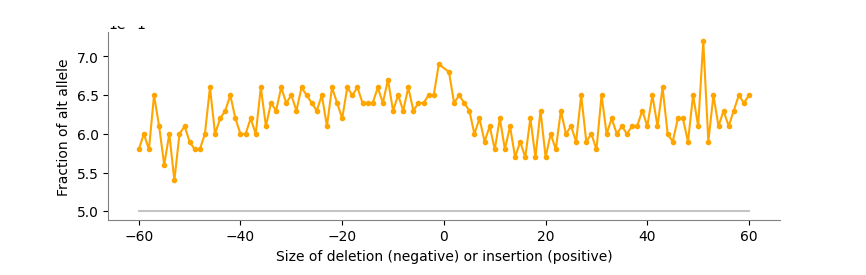 7.0
6.5
6.0
5.5
5.0
Fraction of alt allele
−60 −40 −20 0 20 40 60
Size of deletion (negative) or insertion (positive)